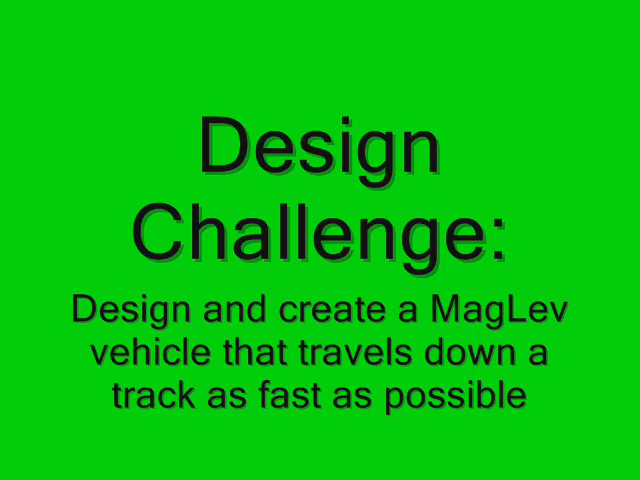 Design
Challenge:
Design and create a MagLev
vehicle that travels down a
track as fast as possible